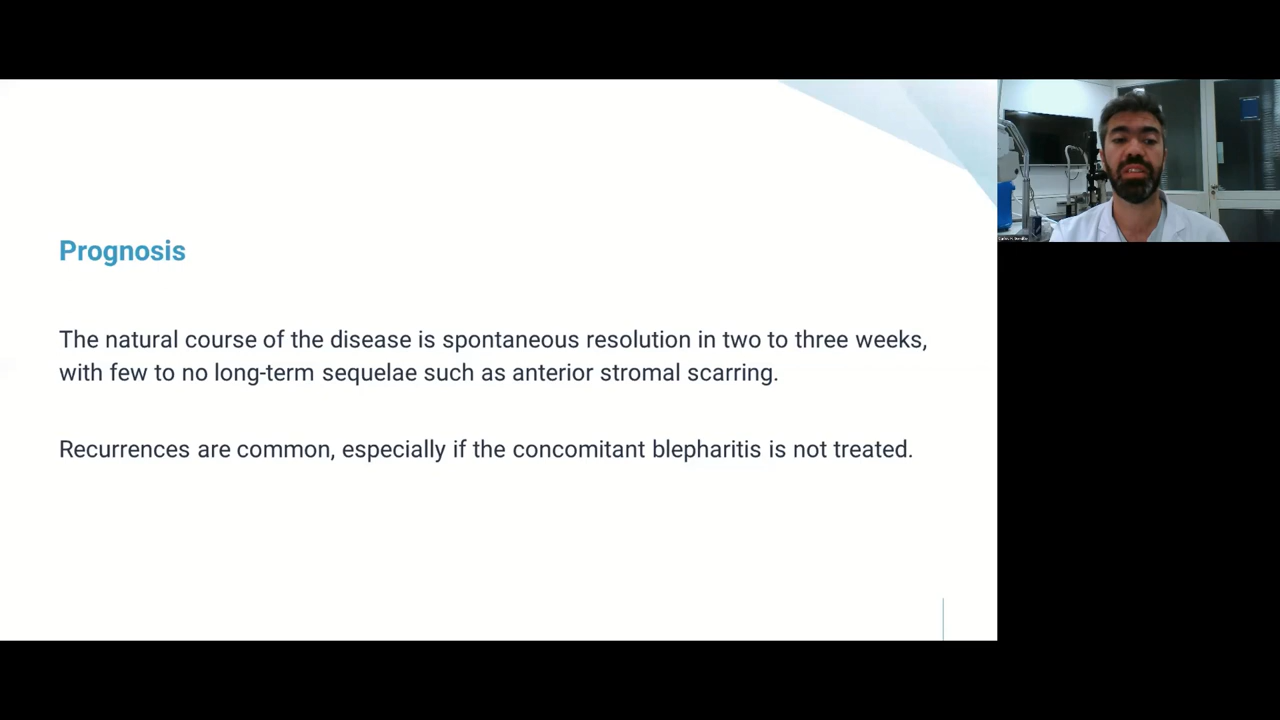 Prognosis
The natural course of the disease is spontaneous resolution in two to three weeks,
with few to no long-term sequelae such as anterior stromal scarring.
Recurrences are common, especially if the concomitant blepharitis is not treated.